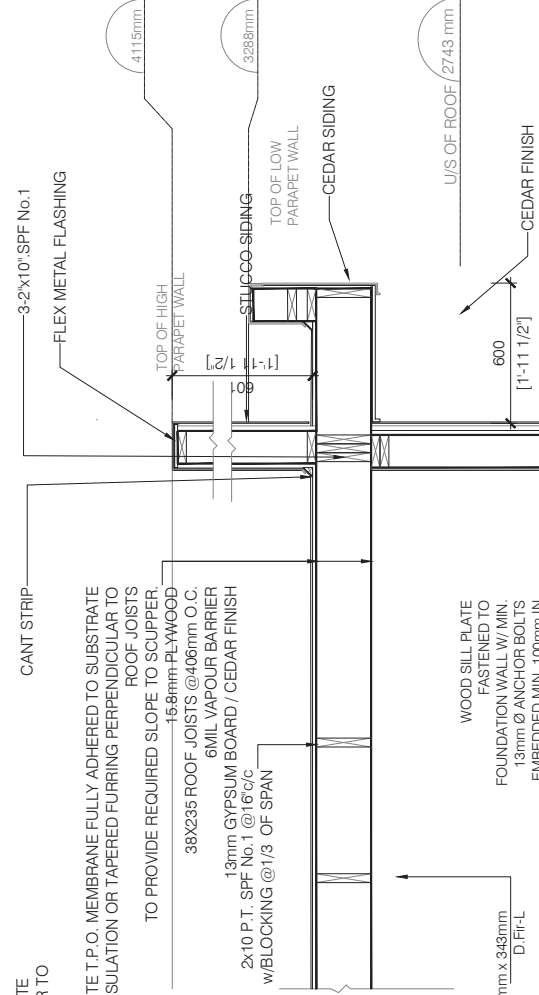 TE
R TO
CANT STRIP
3-2"x10".SPF No.1
FLEX METAL FLASHING
4115mm
3288mm
TOP OF HIGH
PARAPET WALL
STUCCO SIDING
TOP OF LOW
PARAPET WALL
CEDAR SIDING
U/S OF ROOF
2743 mm
CEDAR FINISH
TE T.P.O. MEMBRANE FULLY ADHERED TO SUBSTRATE
SULATION OR TAPERED FURRING PERPENDICULAR TO
ROOF JOISTS
TO PROVIDE REQUIRED SLOPE TO SCUPPER.
15.8mm PLYWOOD
38X235 ROOF JOISTS @406mm O.C.
6MIL VAPOUR BARRIER
13mm GYPSUM BOARD / CEDAR FINISH
2x10 P.T. SPF No.1 @16"c/c
w/BLOCKING @1/3 OF SPAN
601
[1'-11 1/2"]
600
[1'-11 1/2"]
WOOD SILL PLATE
FASTENED TO
FOUNDATION WALL W/ MIN.
13mm Ø ANCHOR BOLTS
EMBEDDED MIN. 100mm IN
mm x 343mm
D.Fir-L